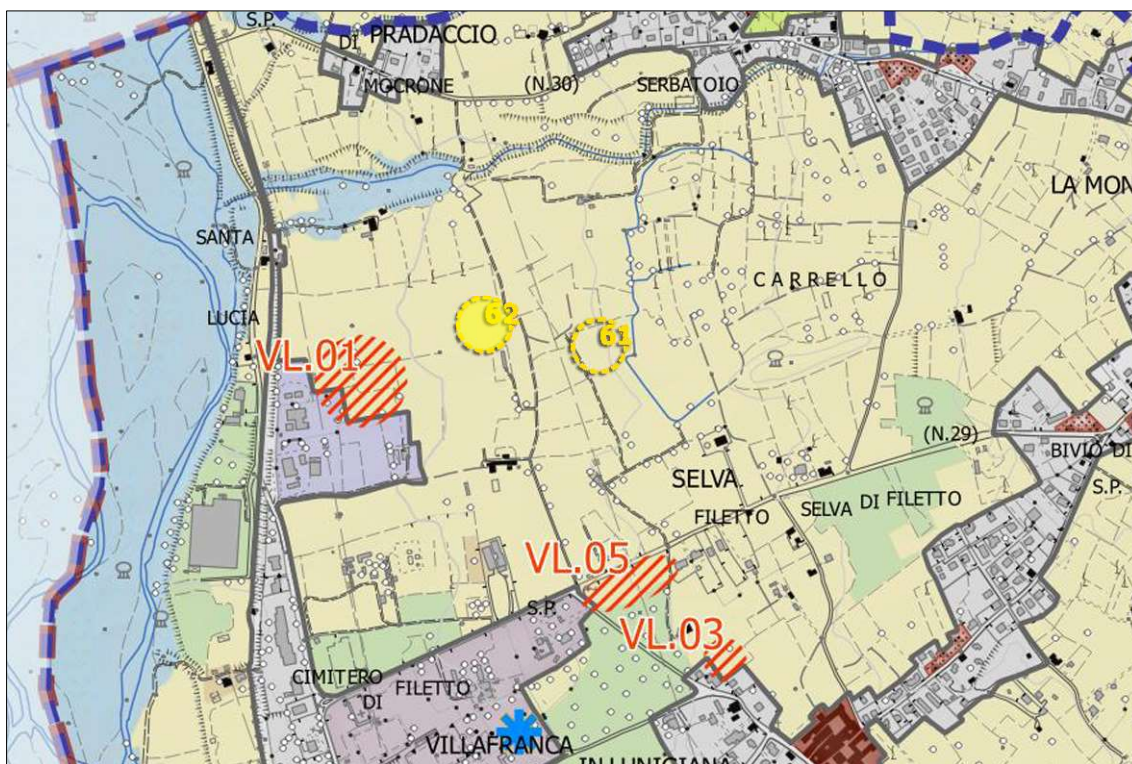 S.P.
DI PRADACCIO
MOCRONE
(N.30)
SERBATOIO
LA MON
SANTA
LUCIA
CARRELLO
62
61
VL.01
(N.29)
BIVIO DI
S.P.
SELVA
FILETTO
SELVA DI FILETTO
VL.05
S.P.
VL.03
CIMITERO
DI FILETTO
VILLAFRANCA
IN LUNIGIANA